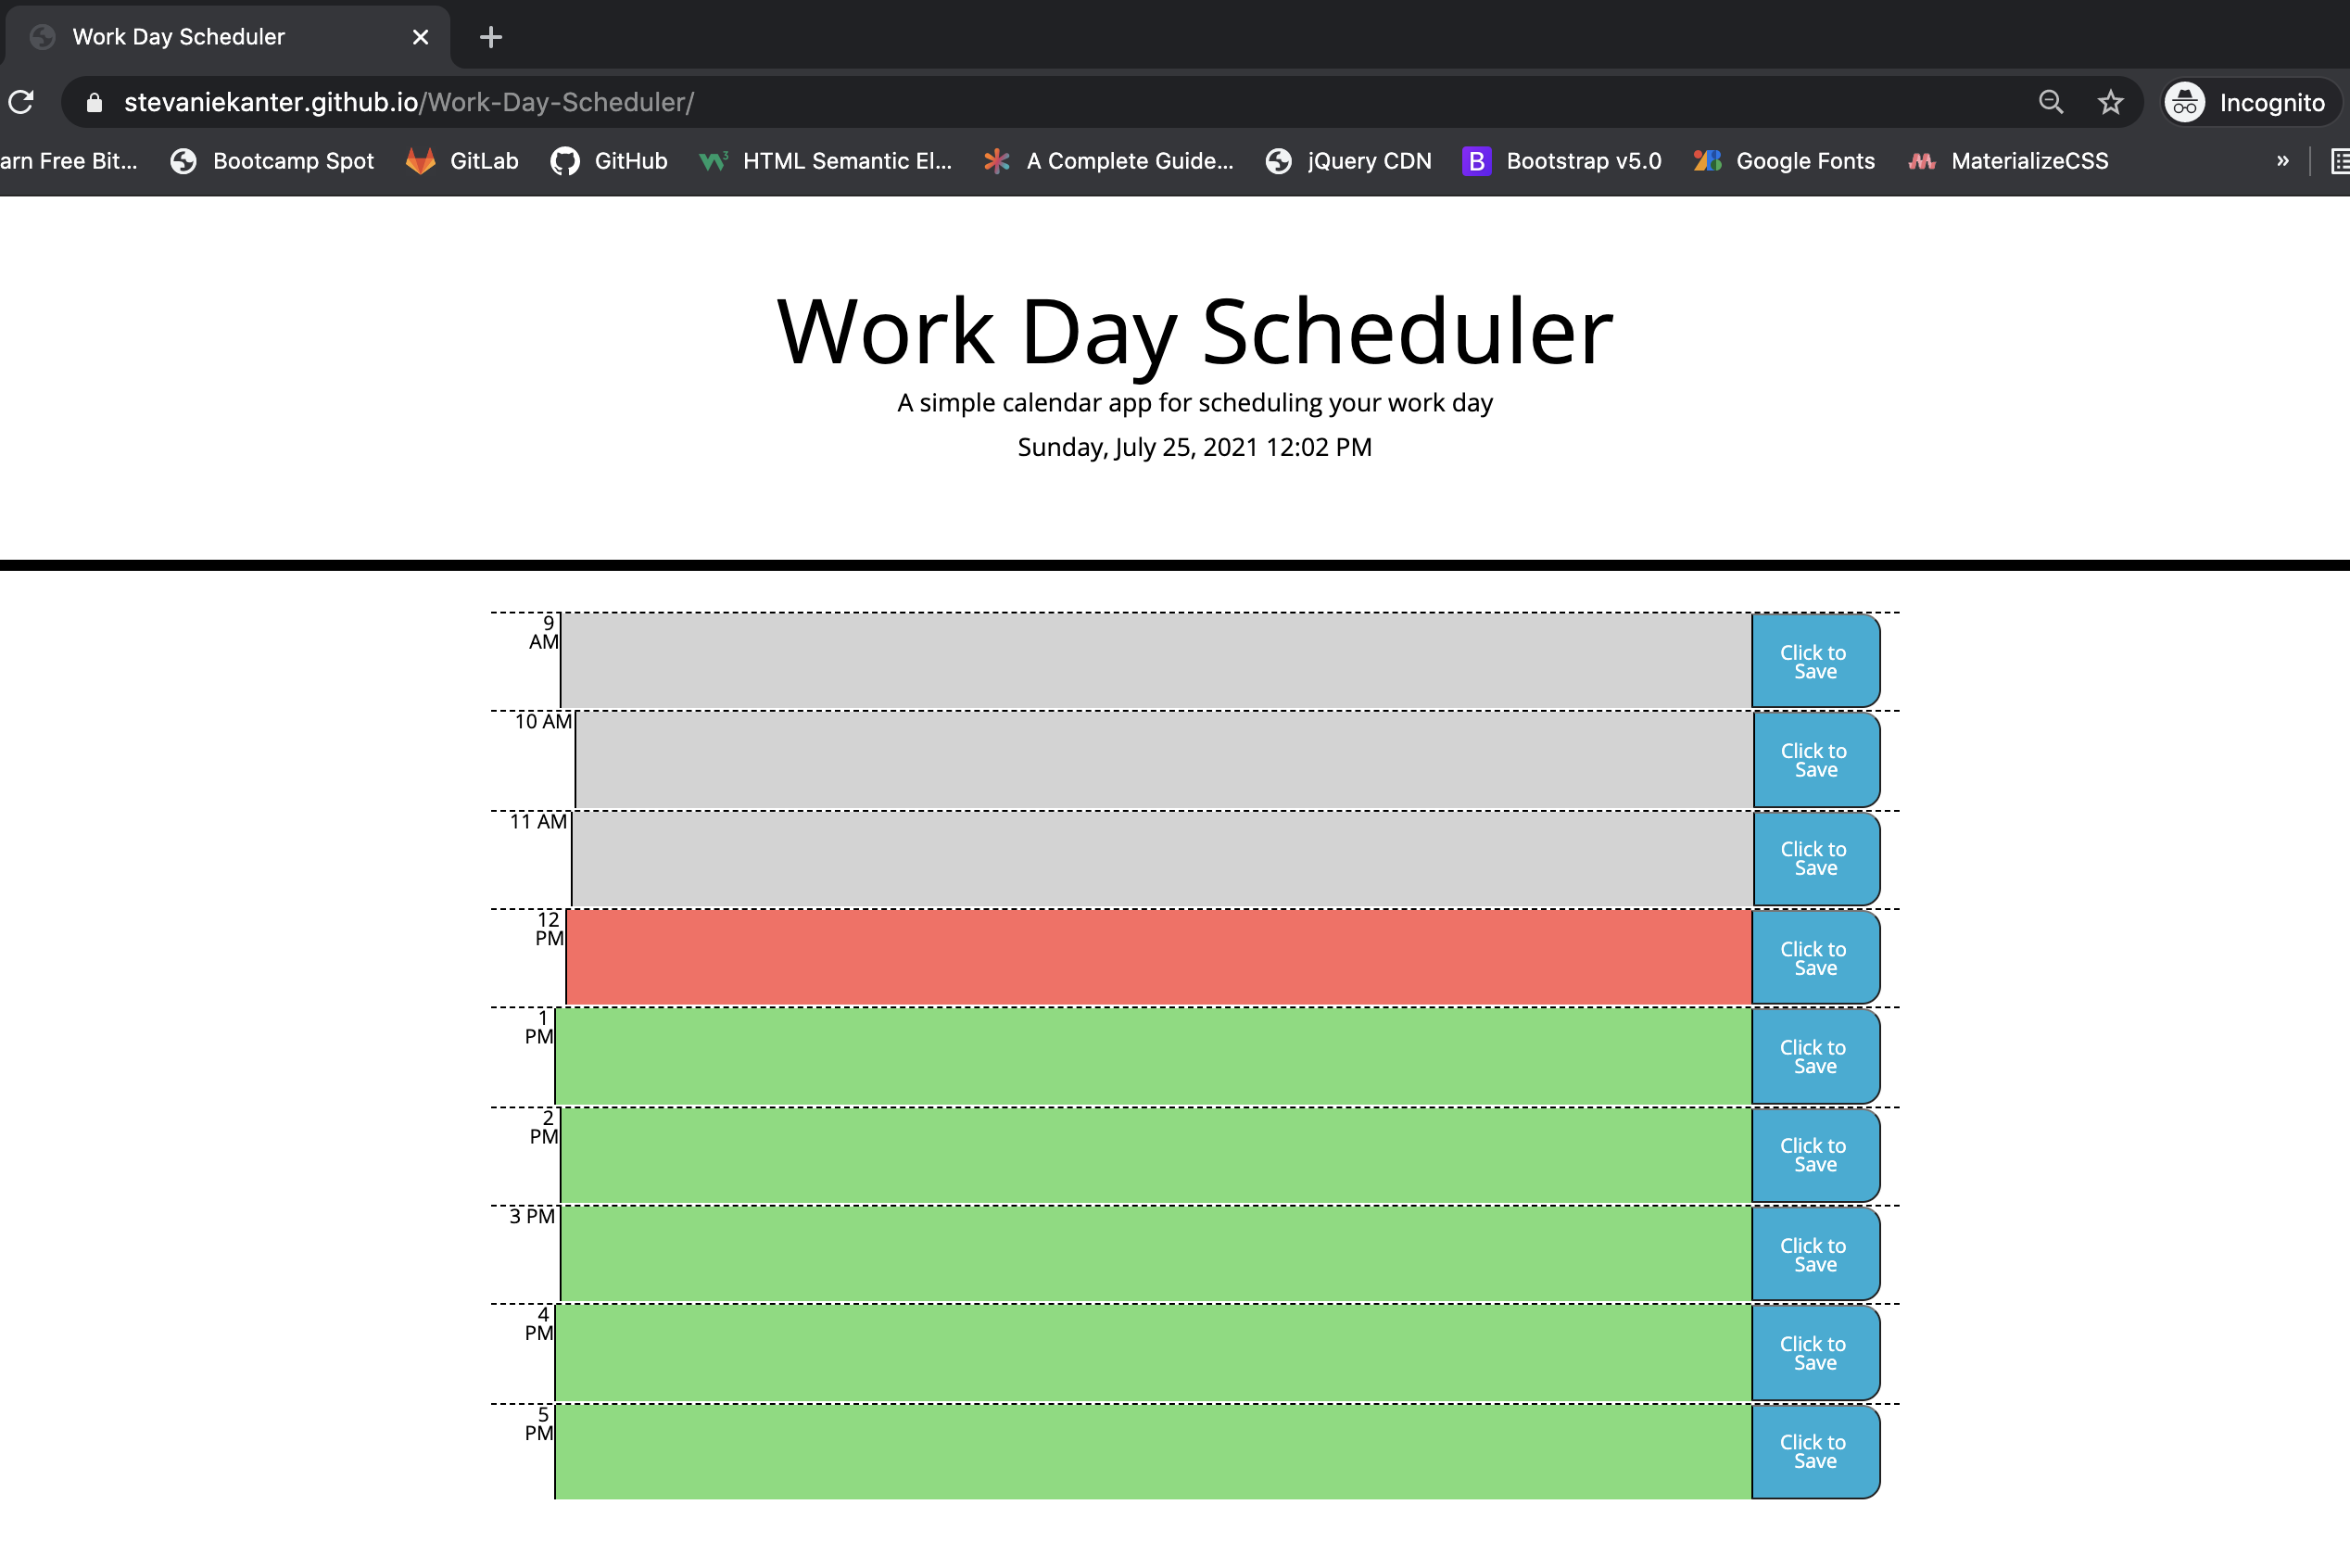 Work Day Scheduler
stevaniekanter.github.io/Work-Day-Scheduler/ Incognito
arn Free Bit... Bootcamp Spot GitLab GitHub HTML Semantic El... A Complete Guide... jQuery CDN Bootstrap v5.0 Google Fonts MaterializeCSS »
Work Day Scheduler
A simple calendar app for scheduling your work day
Sunday, July 25, 2021 12:02 PM
9
AM
Click to
Save
10 AM
Click to
Save
11 AM
Click to
Save
12
PM
Click to
Save
1
PM
Click to
Save
2
PM
Click to
Save
3 PM
Click to
Save
4
PM
Click to
Save
5
PM
Click to
Save